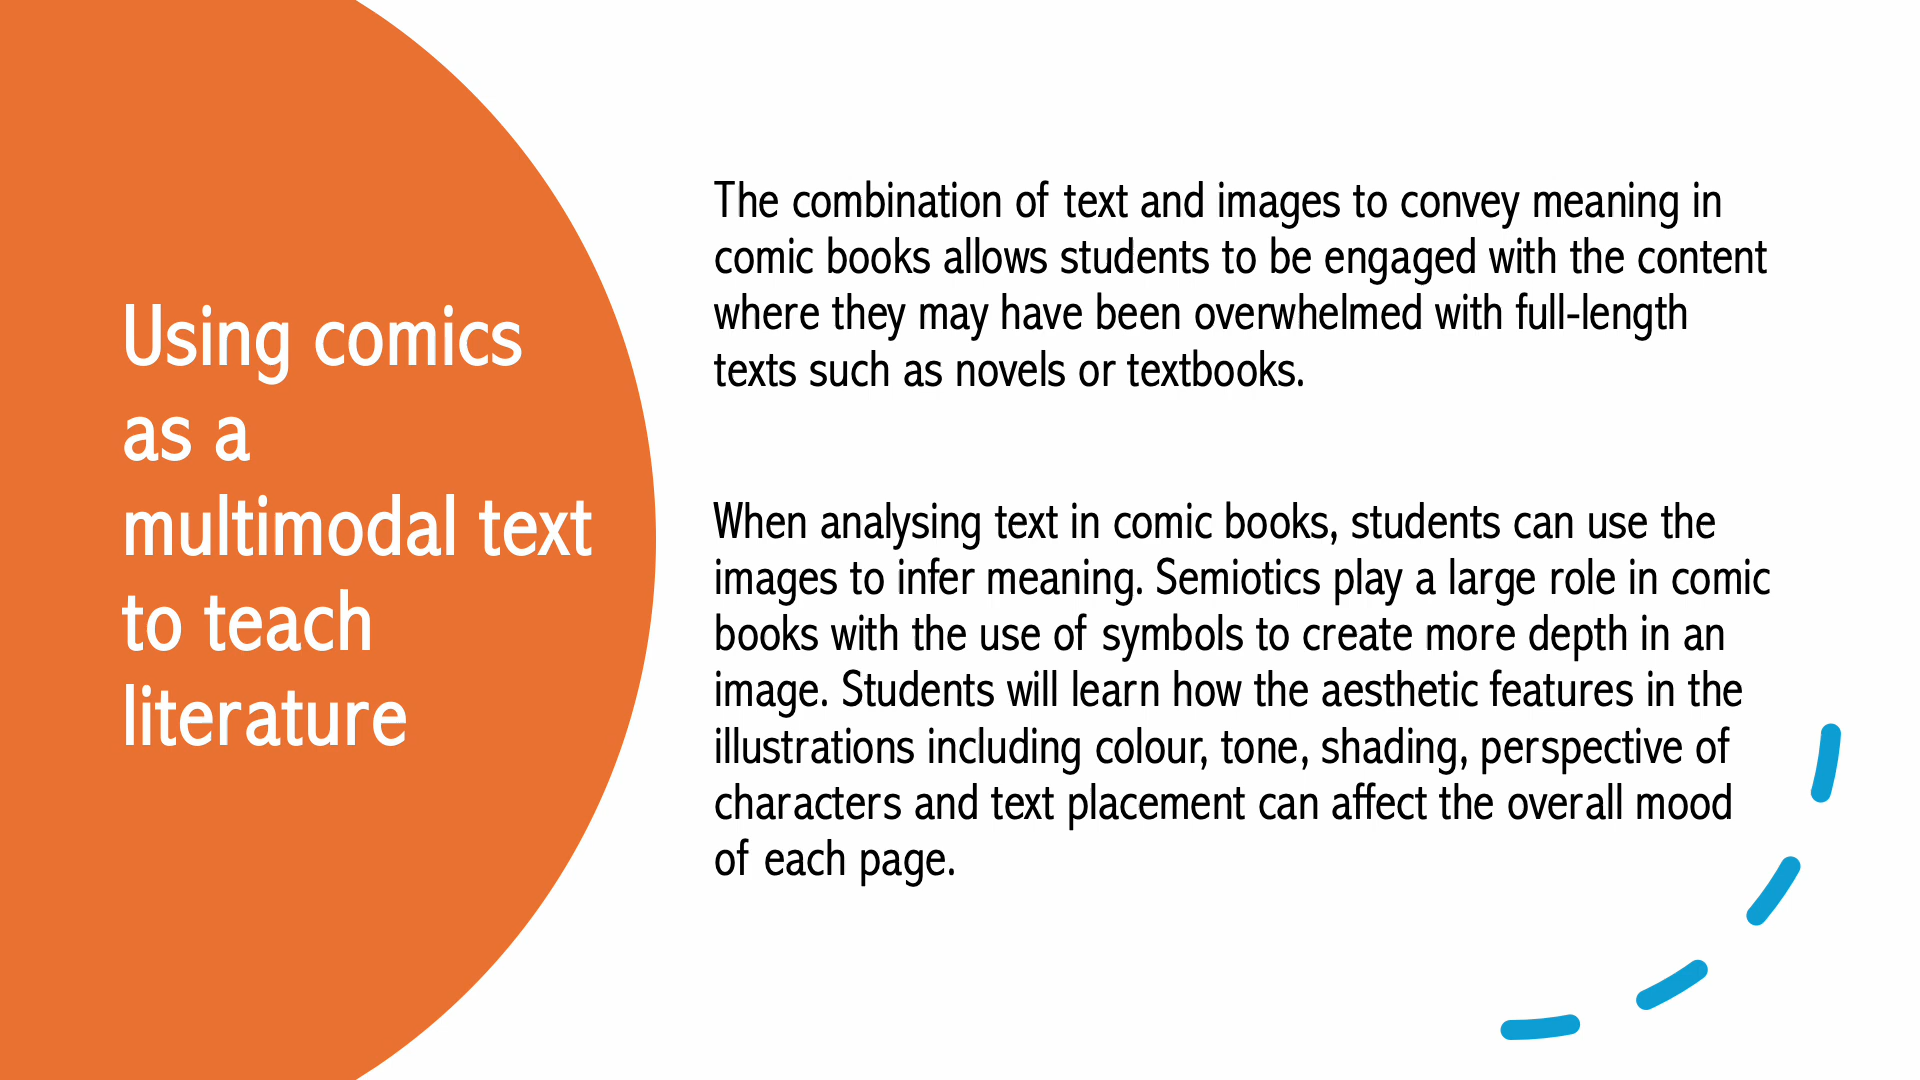 Using comics
as a
multimodal text
to teach
literature
The combination of text and images to convey meaning in
comic books allows students to be engaged with the content
where they may have been overwhelmed with full-length
texts such as novels or textbooks.
When analysing text in comic books, students can use the
images to infer meaning. Semiotics play a large role in comic
books with the use of symbols to create more depth in an
image. Students will learn how the aesthetic features in the
illustrations including colour, tone, shading, perspective of
characters and text placement can affect the overall mood
of each page.